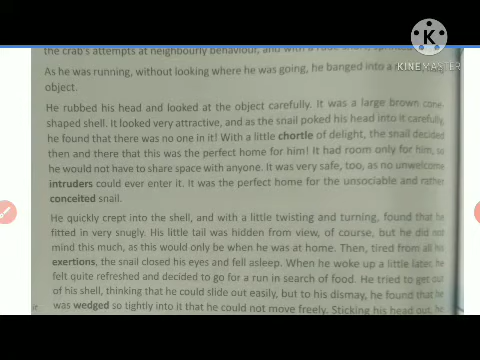 the crab's attempts at neighbourly behaviour, and with a rude
KINEMASTER
As he was running, without looking where he was going, he banged into a
object.
He rubbed his head and looked at the object carefully. It was a large brown cone-
shaped shell. It looked very attractive, and as the snail poked his head into it carefully,
he found that there was no one in it! With a little chortle of delight, the snail decided
then and there that this was the perfect home for him! It had room only for him, so
he would not have to share space with anyone. It was very safe, too, as no unwelcome
intruders could ever enter it. It was the perfect home for the unsociable and rather
conceited snail.
He quickly crept into the shell, and with a little twisting and turning, found that he
fitted in very snugly. His little tail was hidden from view, of course, but he did not
mind this much, as this would only be when he was at home. Then, tired from all his
exertions, the snail closed his eyes and fell asleep. When he woke up a little later, he
felt quite refreshed and decided to go for a run in search of food. He tried to get out
of his shell, thinking that he could slide out easily, but to his dismay, he found that he
was wedged so tightly into it that he could not move freely. Sticking his head out, he